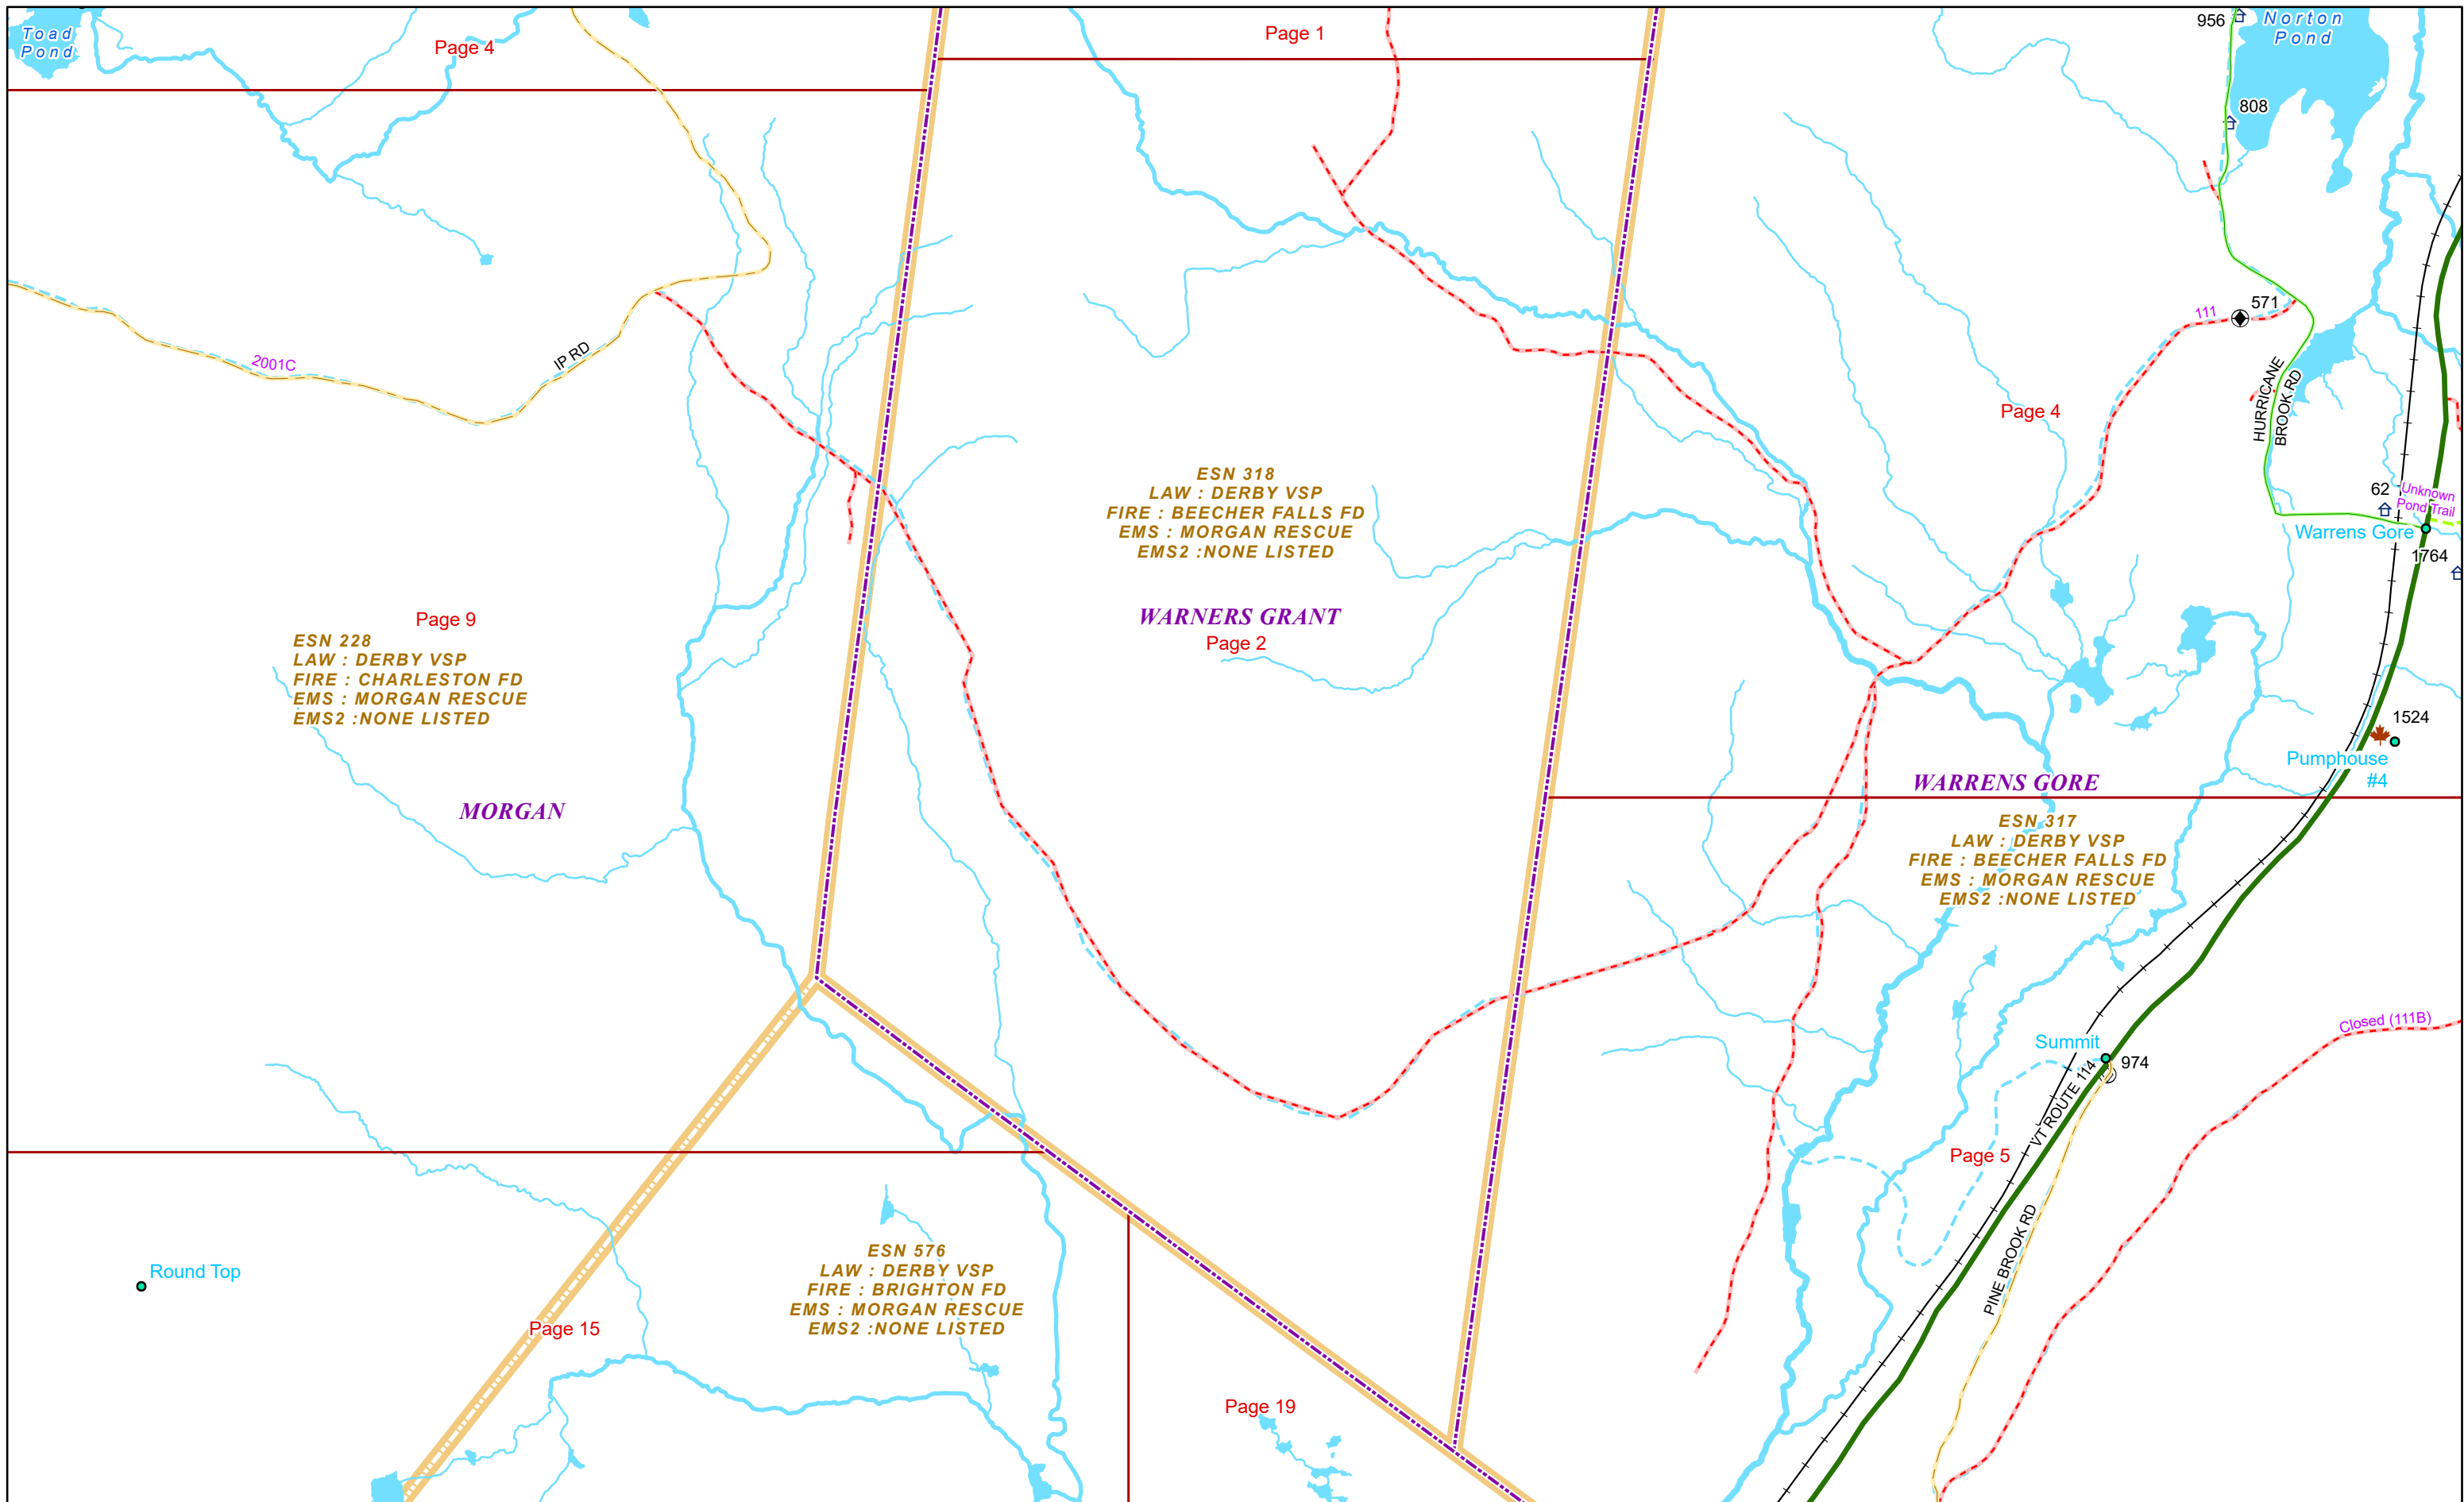 Toad
Pond
Page 4
Page 1
956
Norton
Pond
808
111
571
2001C
IP RD
Page 4
HURRICANE
BROOK RD
ESN 318
LAW : DERBY VSP
FIRE : BEECHER FALLS FD
EMS : MORGAN RESCUE
EMS2 :NONE LISTED
62
Unknown
Pond Trail
Warrens Gore
1764
WARNERS GRANT
Page 2
Page 9
ESN 228
LAW : DERBY VSP
FIRE : CHARLESTON FD
EMS : MORGAN RESCUE
EMS2 :NONE LISTED
1524
Pumphouse
#4
MORGAN
WARRENS GORE
ESN 317
LAW : DERBY VSP
FIRE : BEECHER FALLS FD
EMS : MORGAN RESCUE
EMS2 :NONE LISTED
Closed (111B)
Summit
974
VT ROUTE 114
Page 5
PINE BROOK RD
Round Top
ESN 576
LAW : DERBY VSP
FIRE : BRIGHTON FD
EMS : MORGAN RESCUE
EMS2 :NONE LISTED
Page 15
Page 19